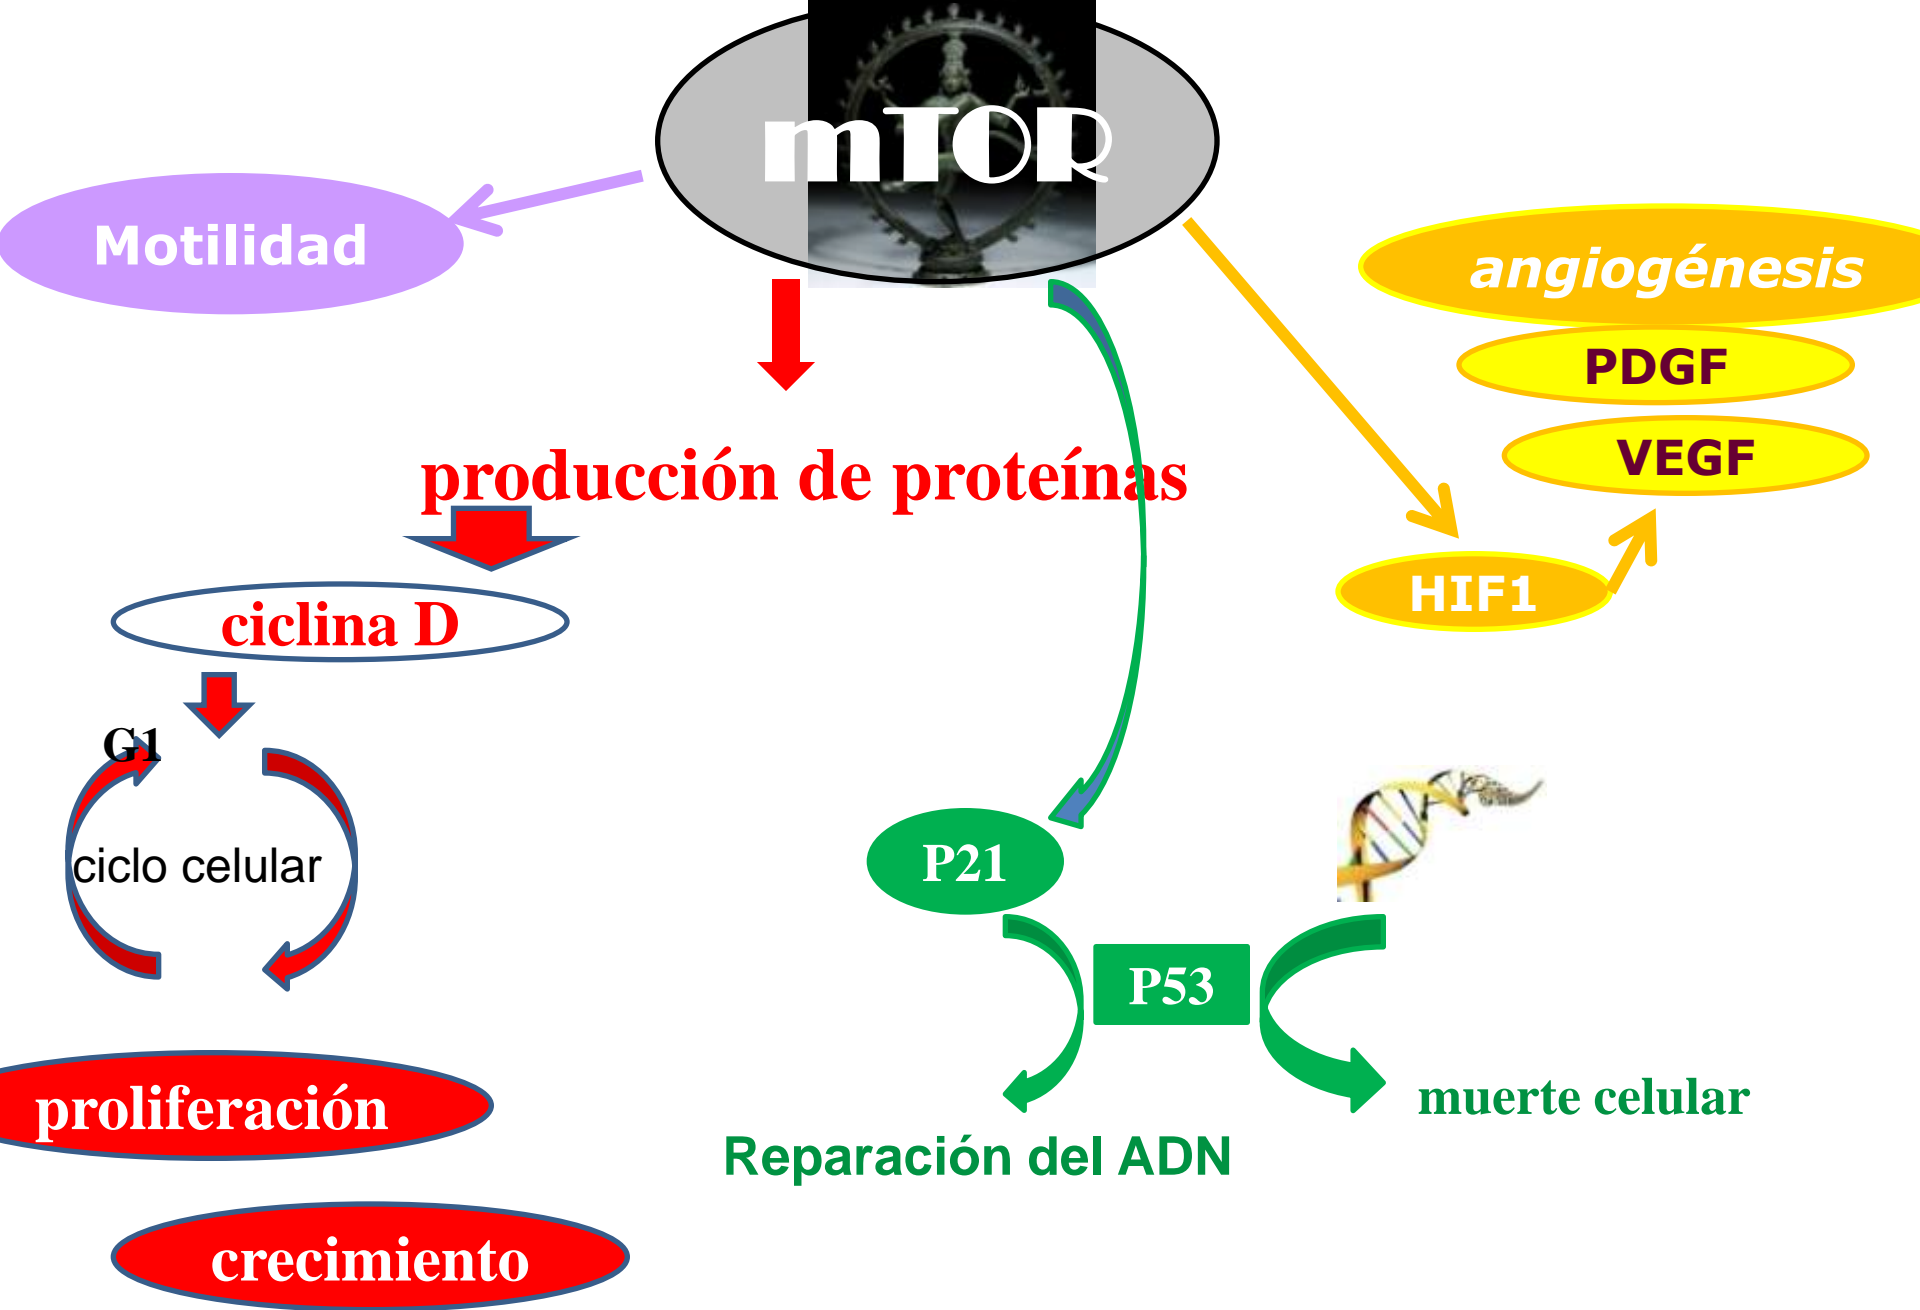 mTOR
Motilidad
angiogénesis
PDGF
VEGF
producción de proteínas
HIF1
ciclina D
G1
ciclo celular
P21
P53
proliferación
muerte celular
Reparación del ADN
crecimiento